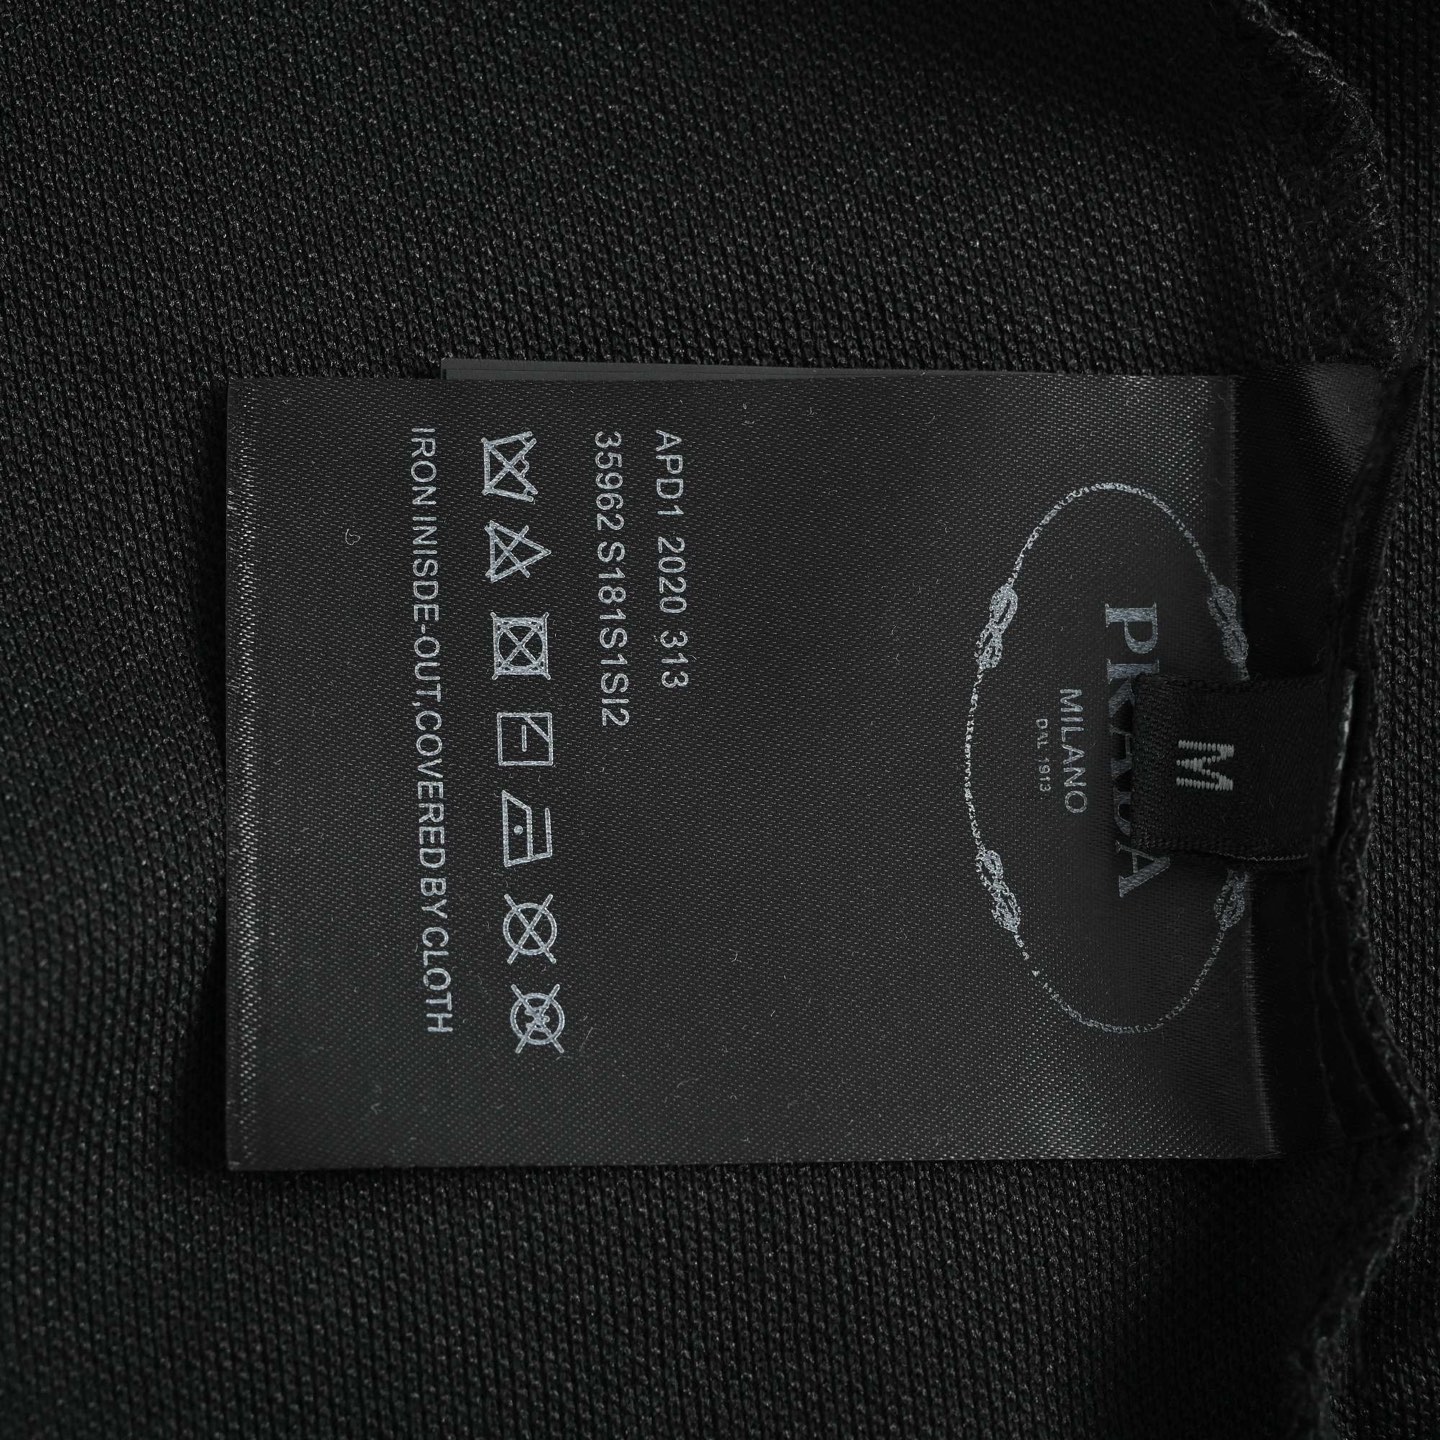 PRADA
M
MILANO
DAL 1913
APD1 2020 313
35962 S181S1SI2
IRON INISDE-OUT,COVERED BY CLOTH